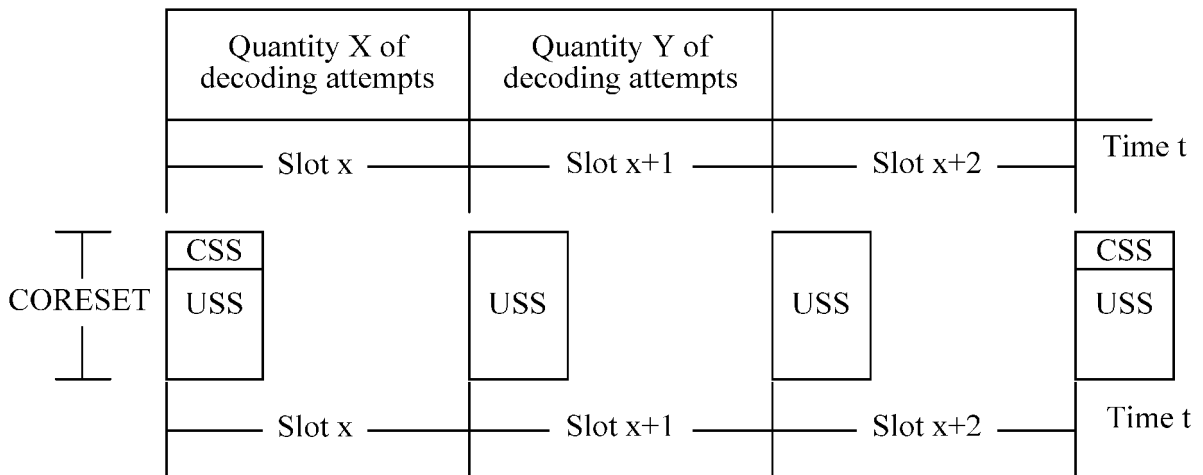 Quantity X of
decoding attempts
Quantity Y of
decoding attempts
Time t
Slot x
Slot x+1
Slot x+2
CORESET
CSS
USS
USS
USS
CSS
USS
Slot x
Slot x+1
Slot x+2
Time t